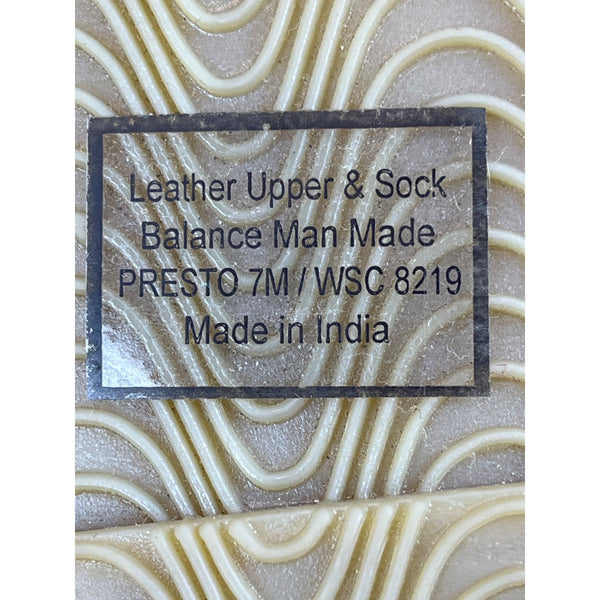 Leather Upper & Sock
Balance Man Made
PRESTO 7M / WSC 8219
Made in India